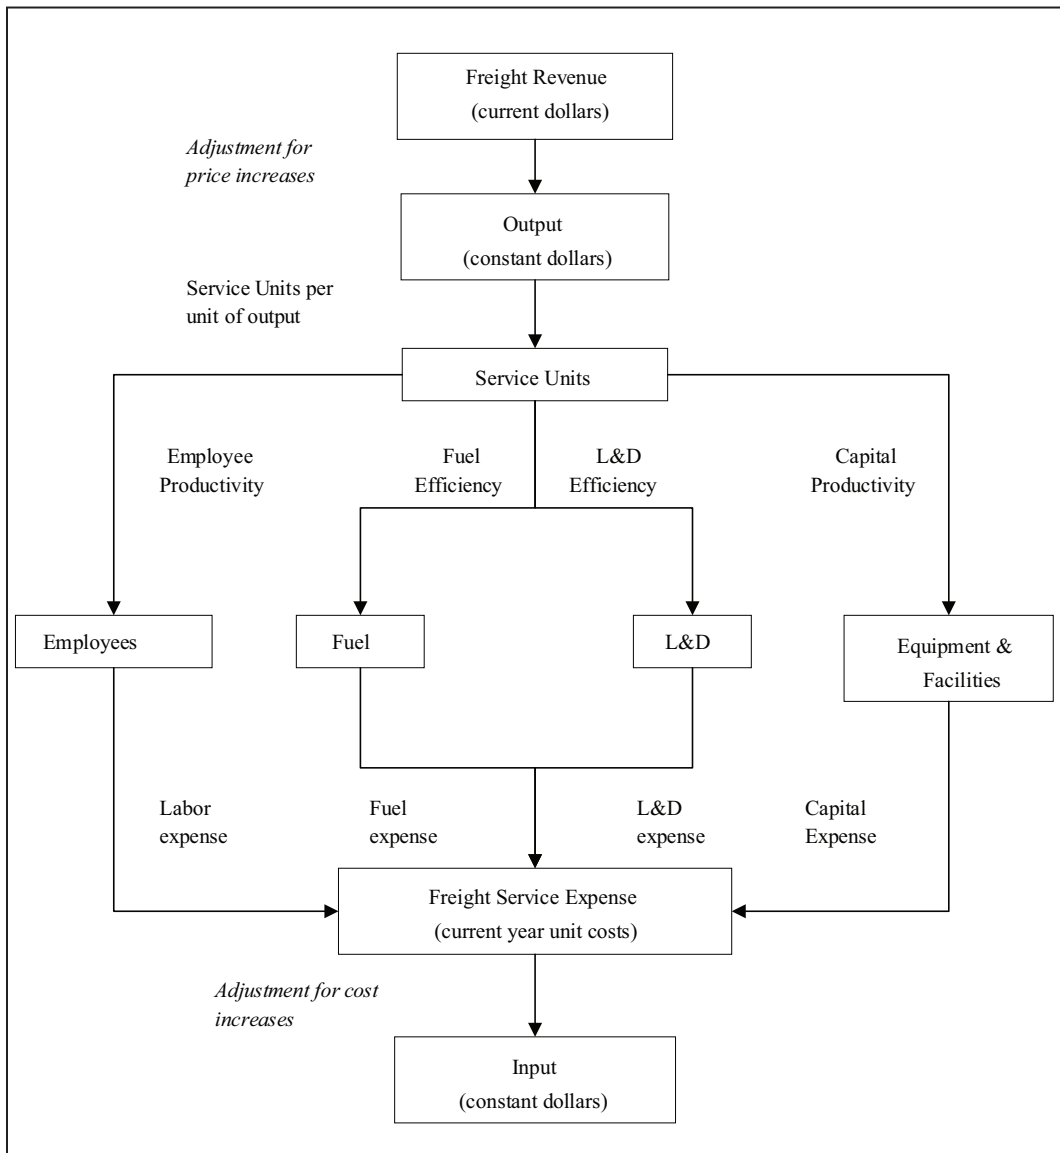 Freight Revenue
(current dollars)
Adjustment for
price increases
Output
(constant dollars)
Service Units per
unit of output
Service Units
Employee
Productivity
Fuel
Efficiency
L&D
Efficiency
Capital
Productivity
Employees
Fuel
L&D
Equipment &
Facilities
Labor
expense
Fuel
expense
L&D
expense
Capital
Expense
Freight Service Expense
(current year unit costs)
Adjustment for cost
increases
Input
(constant dollars)